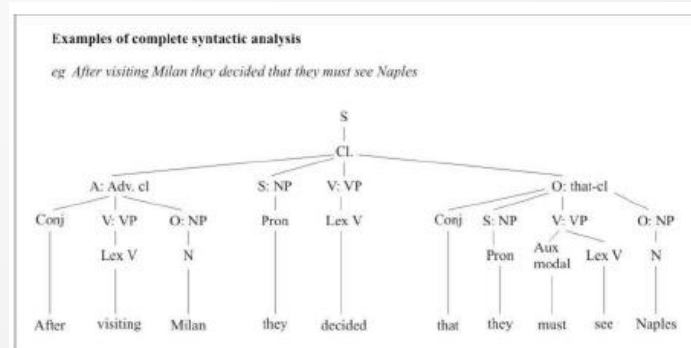 Examples of complete syntactic analysis
eg After visiting Milan they decided that they must see Naples
S
CL
A: Adv. cl S: NP V: VP O: that-cl
Conj V: VP O: NP Pron Lex V Conj S: NP V: VP O: NP
Lex V N Pron Aux modal Lex V N
After visiting Milan they decided that they must see Naples